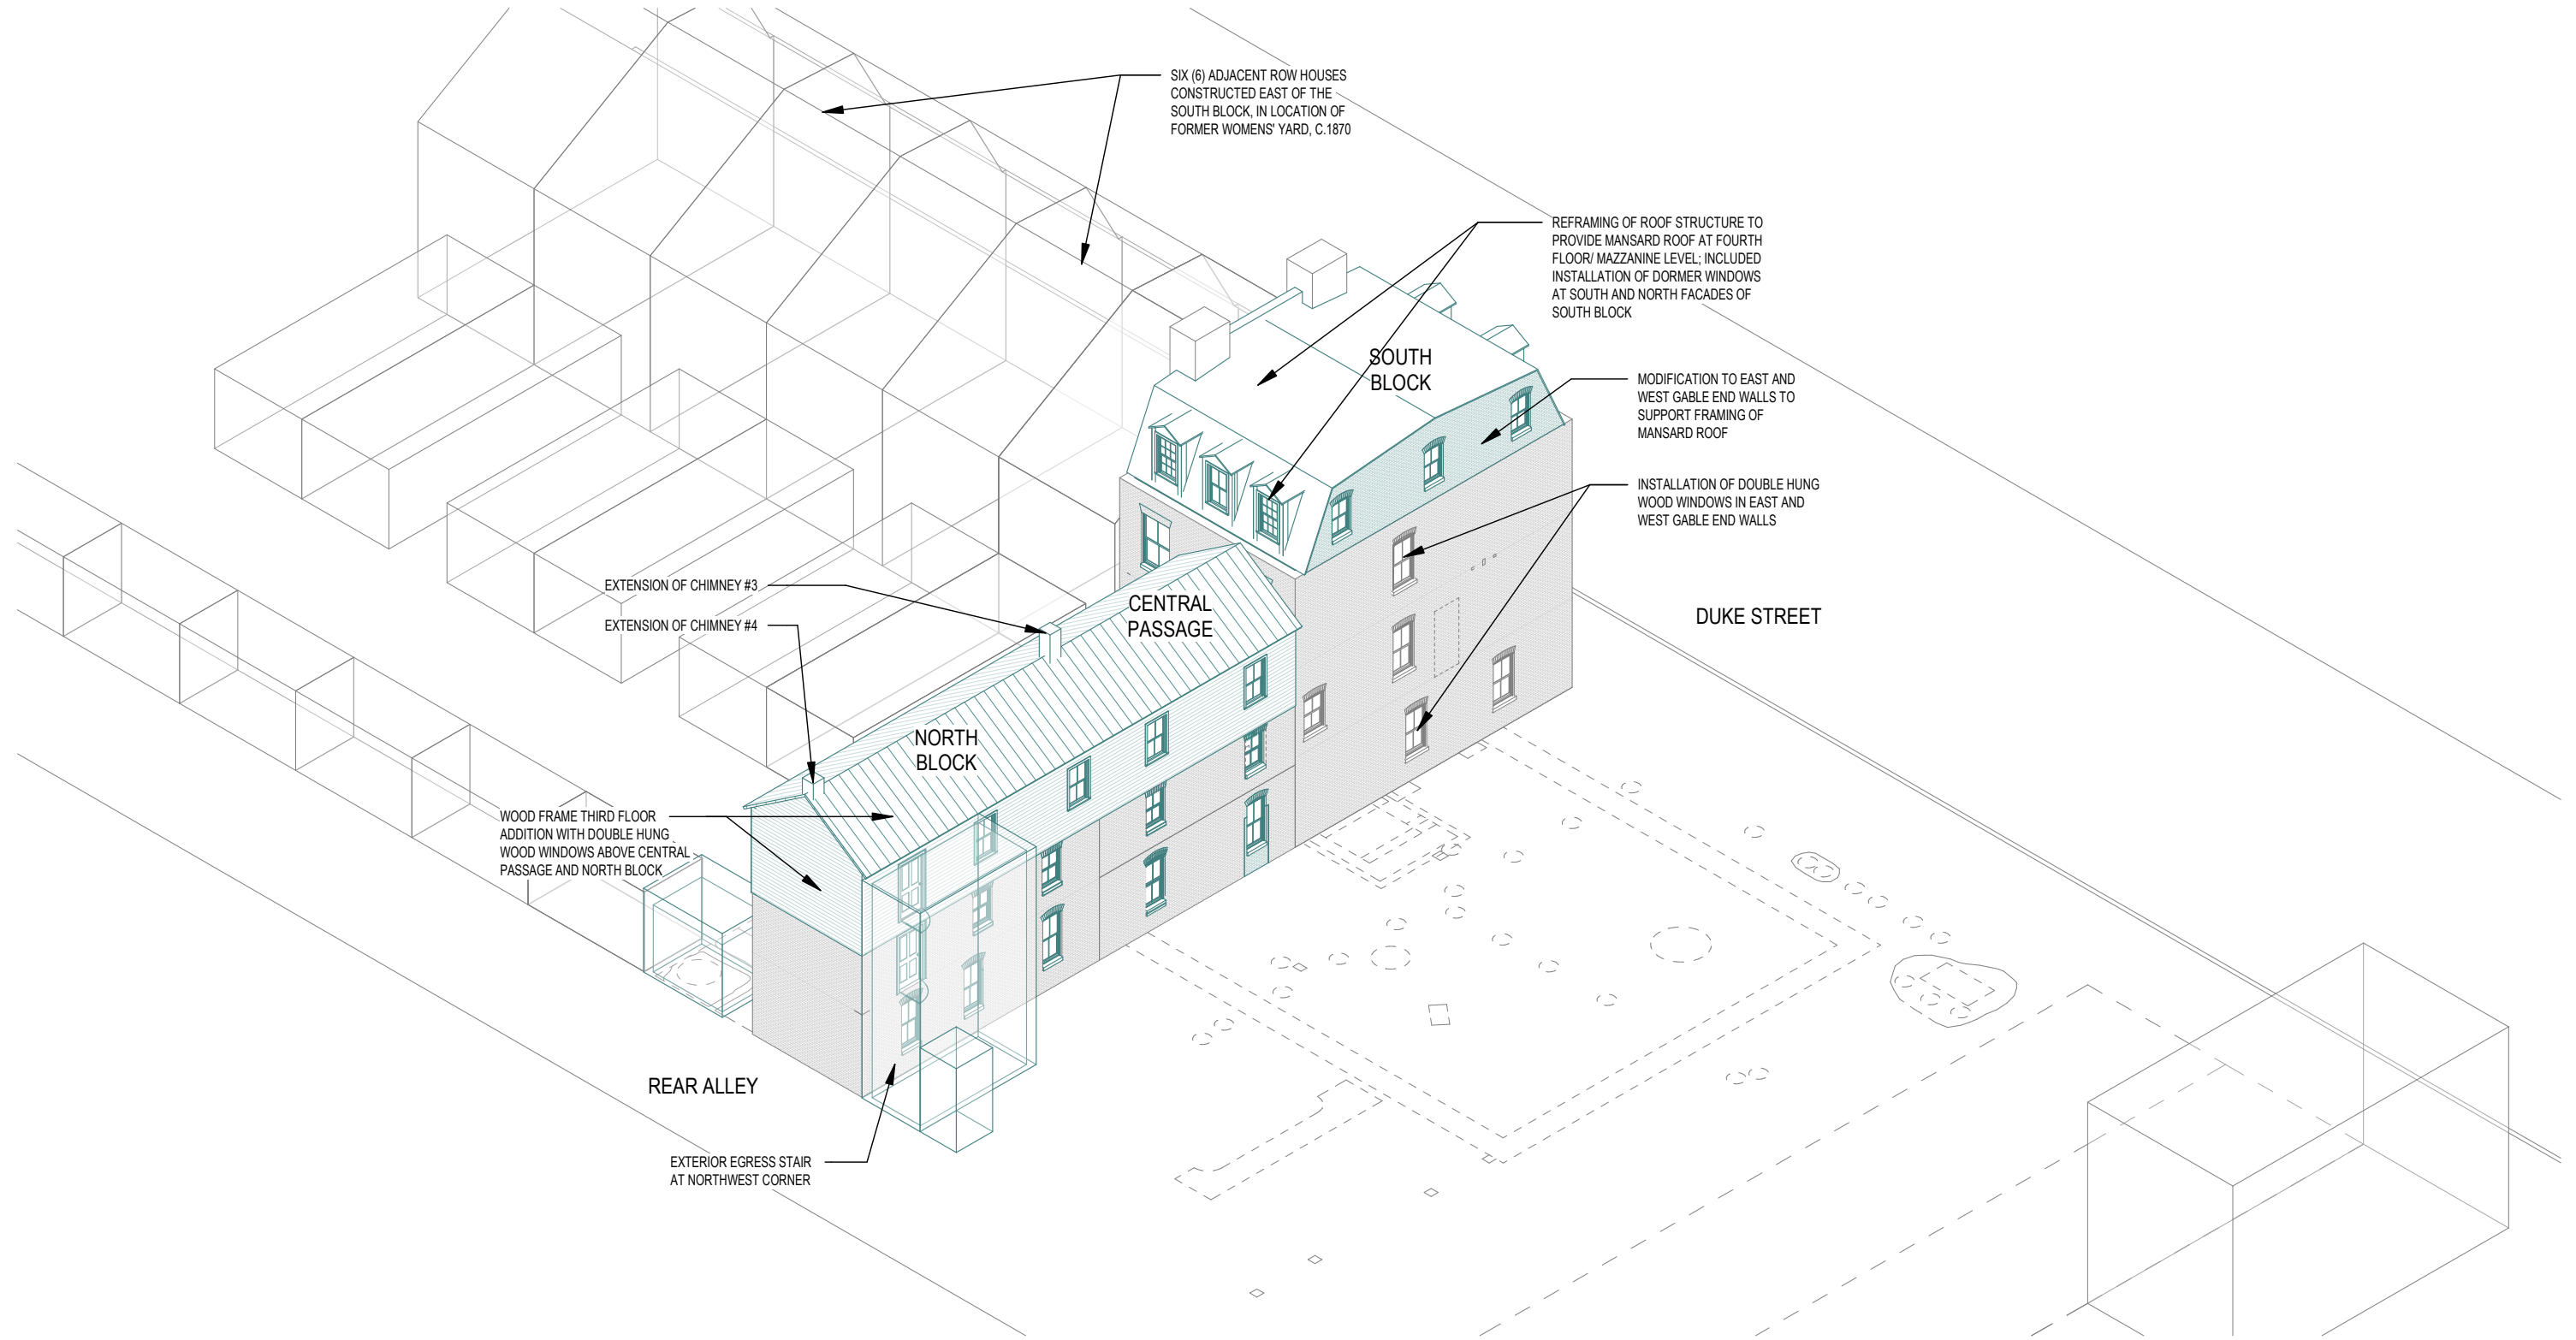 SIX (6) ADJACENT ROW HOUSES
CONSTRUCTED EAST OF THE
SOUTH BLOCK, IN LOCATION OF
FORMER WOMENS' YARD, C.1870
REFRAMING OF ROOF STRUCTURE TO
PROVIDE MANSARD ROOF AT FOURTH
FLOOR/ MAZZANINE LEVEL; INCLUDED
INSTALLATION OF DORMER WINDOWS
AT SOUTH AND NORTH FACADES OF
SOUTH BLOCK
SOUTH
BLOCK
MODIFICATION TO EAST AND
WEST GABLE END WALLS TO
SUPPORT FRAMING OF
MANSARD ROOF
INSTALLATION OF DOUBLE HUNG
WOOD WINDOWS IN EAST AND
WEST GABLE END WALLS
EXTENSION OF CHIMNEY #3
EXTENSION OF CHIMNEY #4
CENTRAL
PASSAGE
DUKE STREET
NORTH
BLOCK
WOOD FRAME THIRD FLOOR
ADDITION WITH DOUBLE HUNG
WOOD WINDOWS ABOVE CENTRAL
PASSAGE AND NORTH BLOCK
REAR ALLEY
EXTERIOR EGRESS STAIR
AT NORTHWEST CORNER